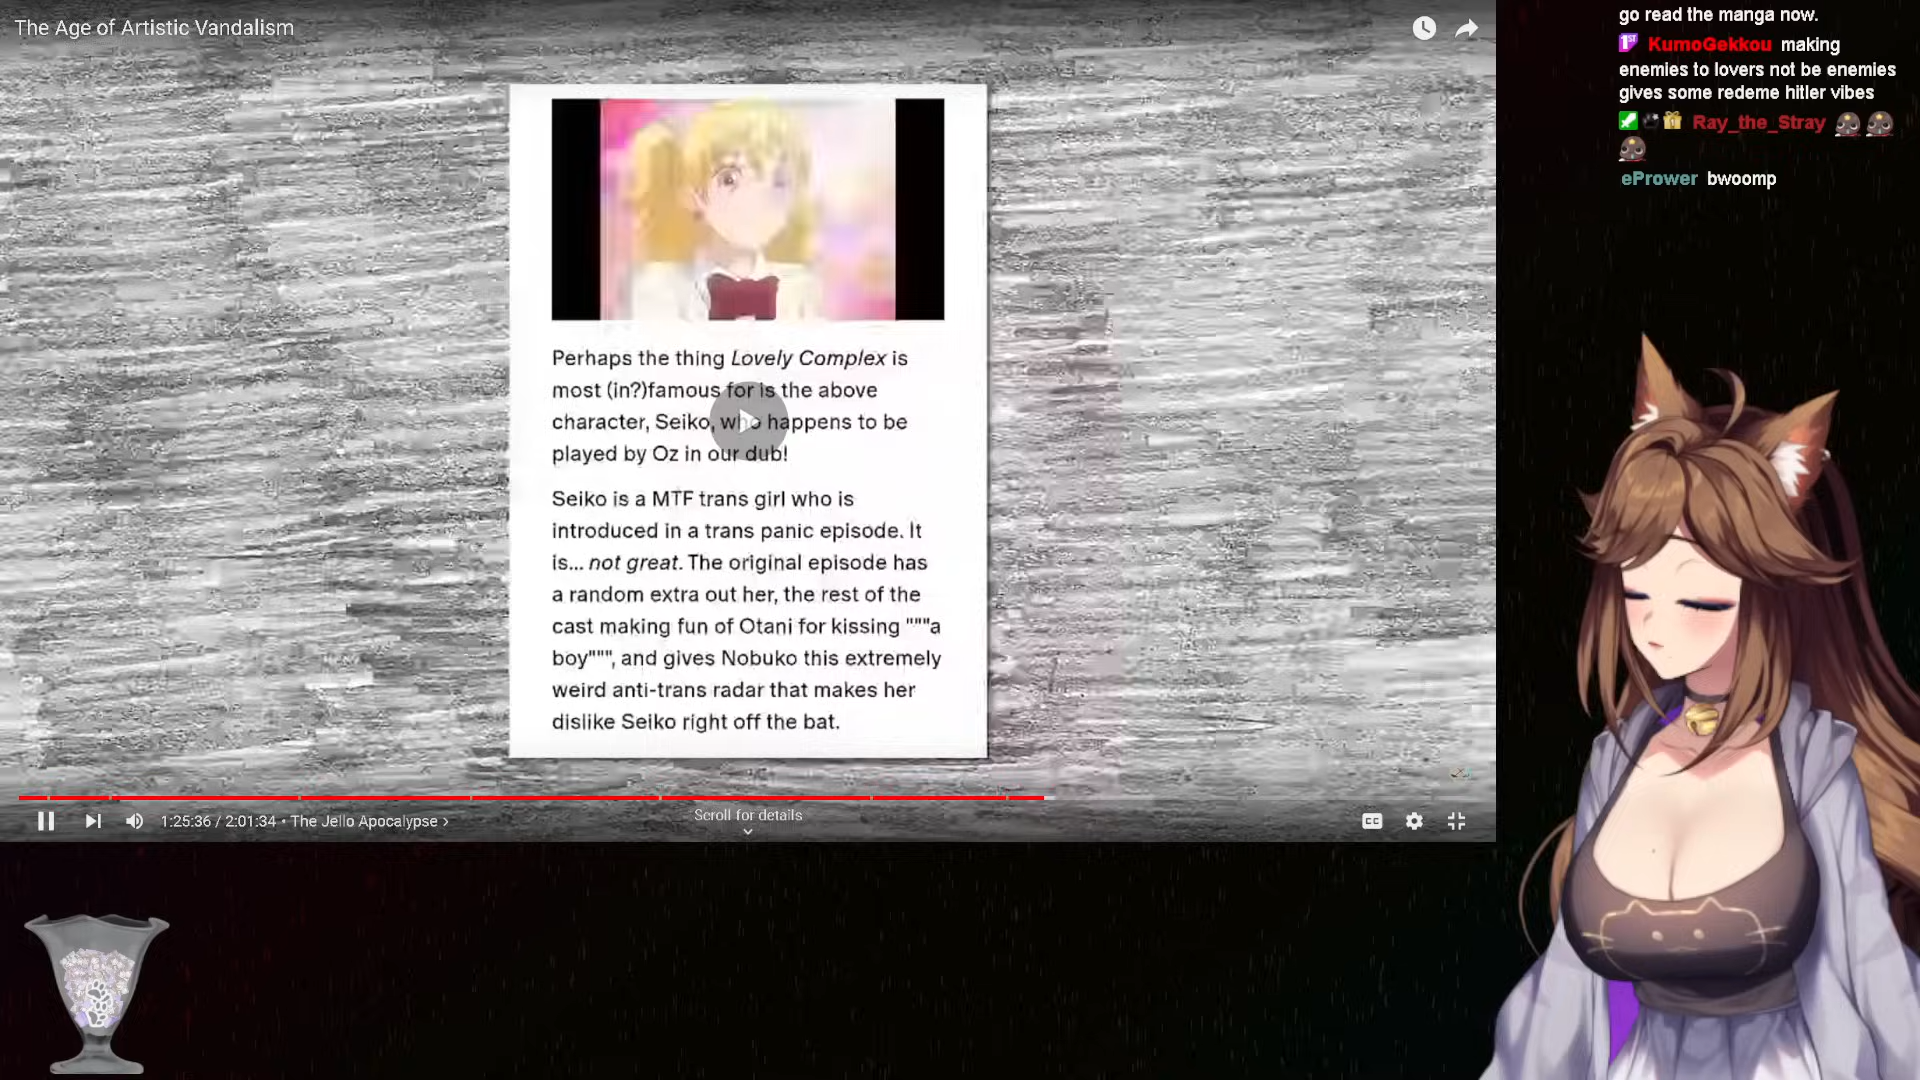 The Age of Artistic Vandalism
Perhaps the thing Lovely Complex is
most (in?)famous for is the above
character, Seiko, who happens to be
played by Oz in our dub!
Seiko is a MTF trans girl who is
introduced in a trans panic episode. It
is... not great. The original episode has
a random extra out her, the rest of the
cast making fun of Otani for kissing """a
boy""", and gives Nobuko this extremely
weird anti-trans radar that makes her
dislike Seiko right off the bat.
1:25:36 / 2:01:34 • The Jello Apocalypse ›
Scroll for details
CC
go read the manga now.
1ST KumoGekkou making
enemies to lovers not be enemies
gives some redeme hitler vibes
Ray_the_Stray
ePrower bwoomp